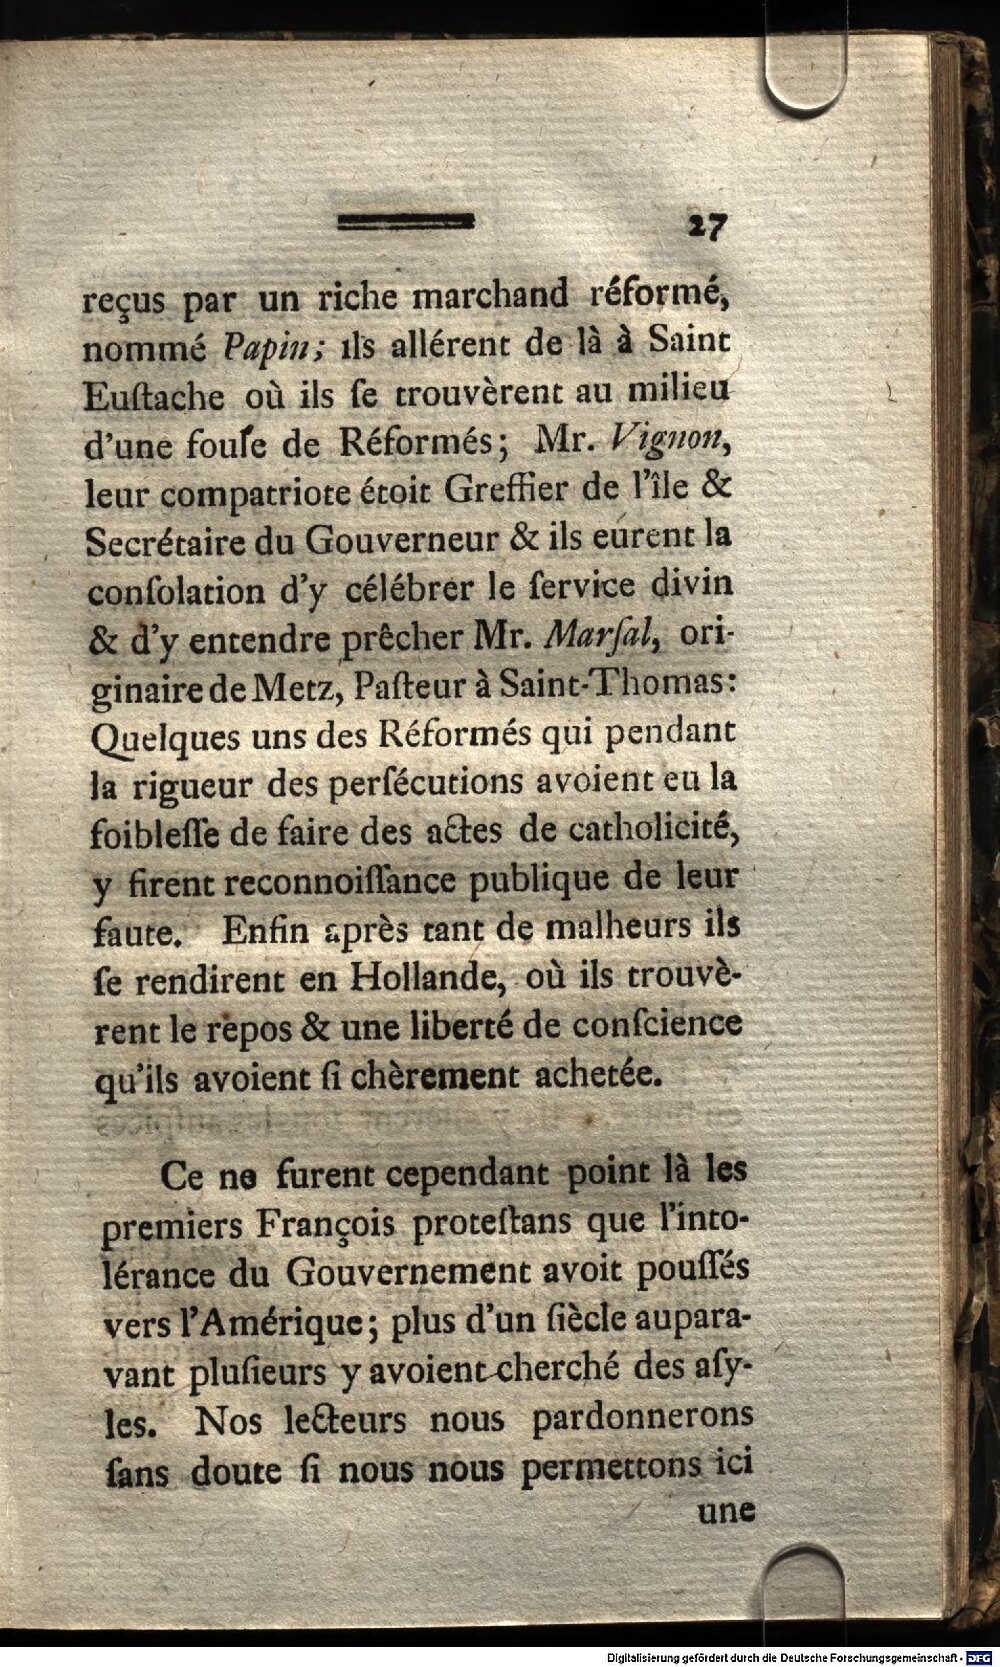 27
reçus par un riche marchand réformé,
nommé Papin; ils allérent de là à Saint
Euſtache où ils ſe trouvèrent au milieu
d'une fouſe de Réformés; Mr. Vignon,
leur compatriote étoit Greffier de l'île &
Secrétaire du Gouverneur & ils eurent la
conſolation d'y célébrer le ſervice divin
& d'y entendre prêcher Mr. Marſal, ori-
ginaire de Metz, Paſteur à Saint-Thomas:
Quelques uns des Réformés qui pendant
la rigueur des perſécutions avoient eu la
foibleſſe de faire des actes de catholicité,
y firent reconnoiſſance publique de leur
faute. Enfin après tant de malheurs ils
ſe rendirent en Hollande, où ils trouvè-
rent le repos & une liberté de conſcience
qu'ils avoient ſi chèrement achetée.
Ce ne furent cependant point là les
premiers François proteſtans que l'into-
lérance du Gouvernement avoit pouſſés
vers l'Amérique; plus d'un ſiècle aupara-
vant pluſieurs y avoient cherché des aſy-
les. Nos lecteurs nous pardonnerons
ſans doute ſi nous nous permettons ici
une
Digitalisierung gefördert durch die Deutsche Forschungsgemeinschaft - DFG